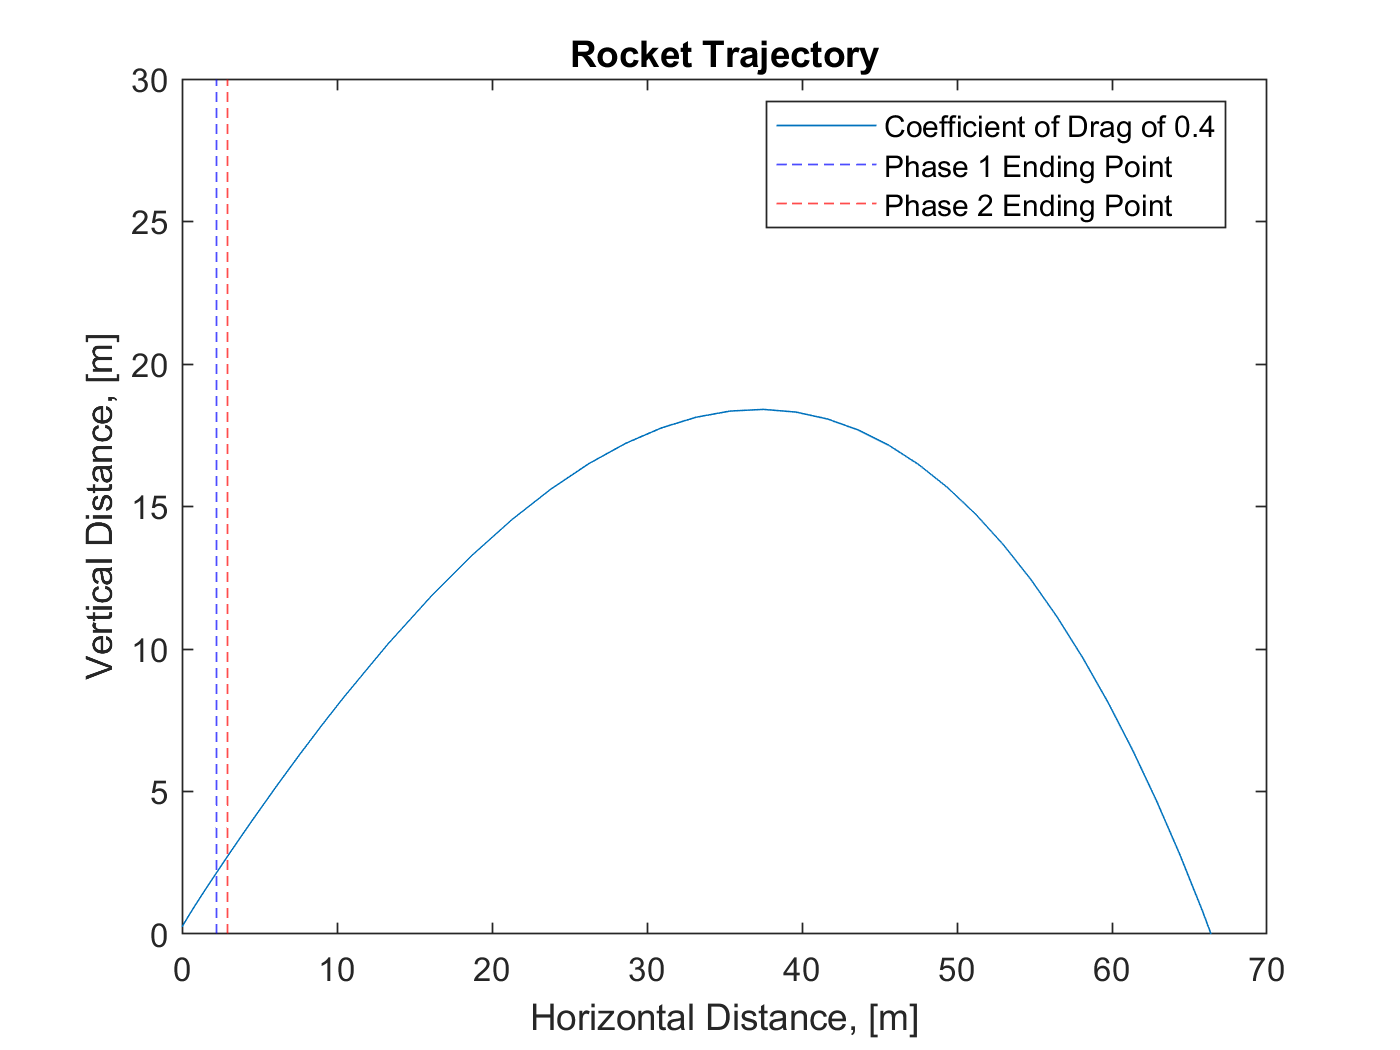 Rocket Trajectory
30
25
20
15
10
5
0
Vertical Distance, [m]
Coefficient of Drag of 0.4
Phase 1 Ending Point
Phase 2 Ending Point
0 10 20 30 40 50 60 70
Horizontal Distance, [m]